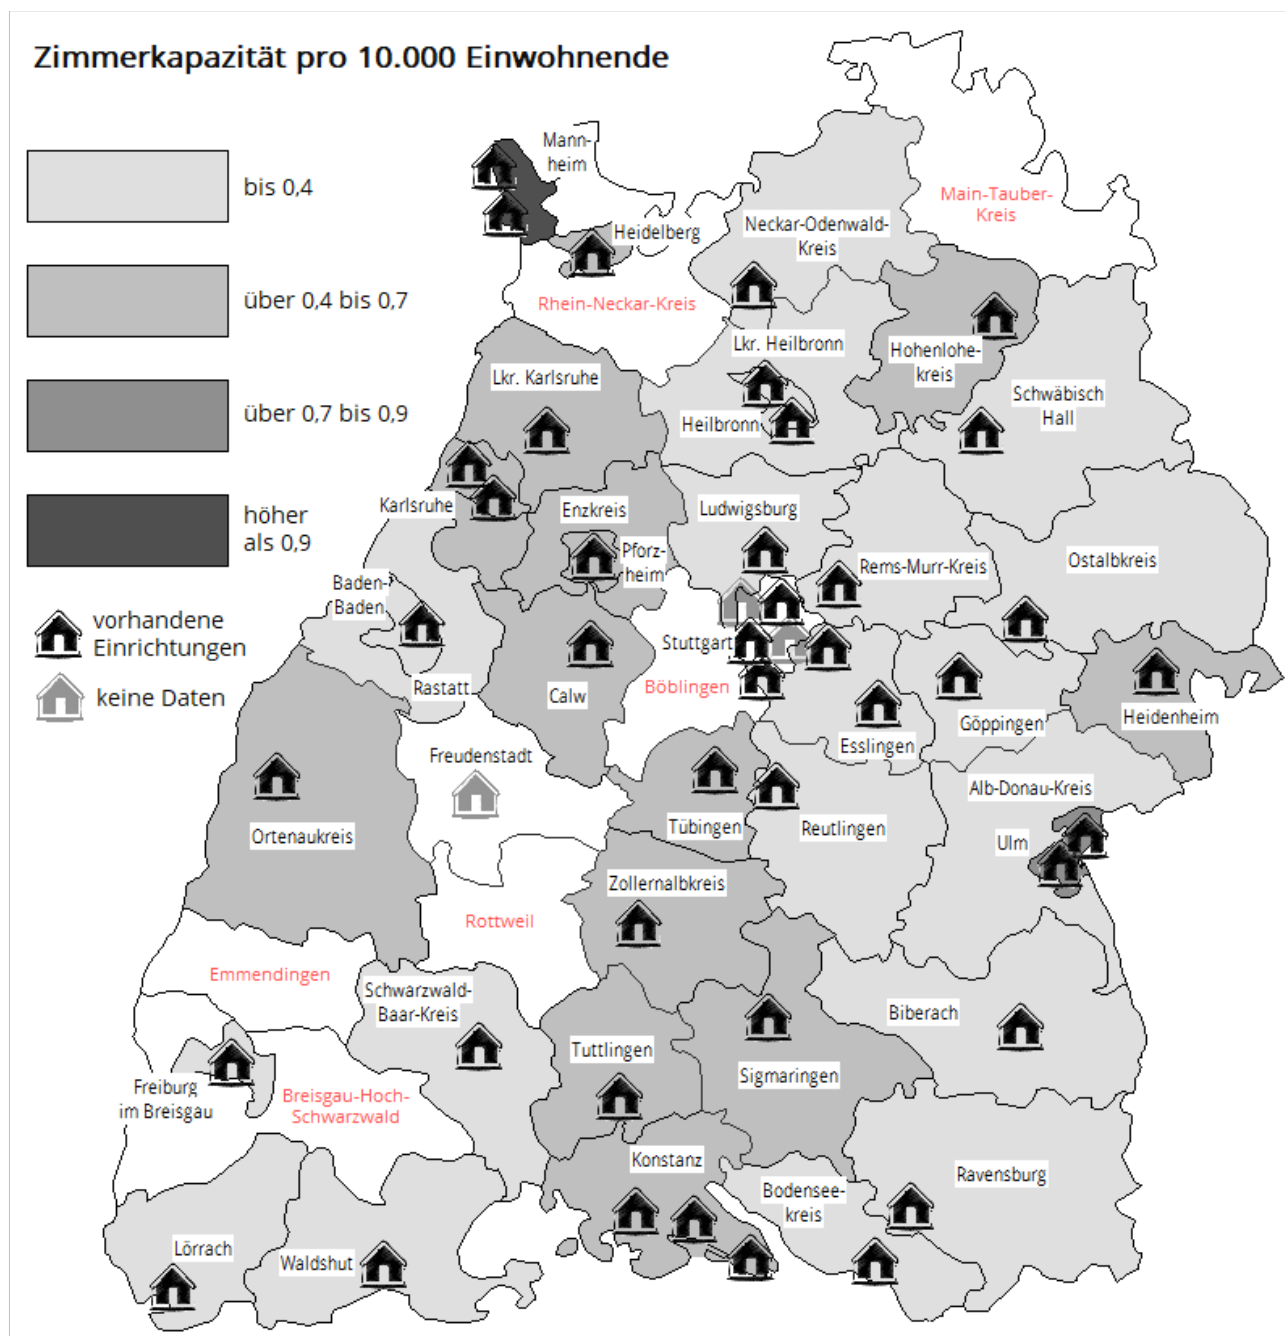 Zimmerkapazität pro 10.000 Einwohnende
bis 0,4
über 0,4 bis 0,7
über 0,7 bis 0,9
höher
als 0,9
vorhandene
Einrichtungen
keine Daten
Mann-
heim
Heidelberg
Neckar-Odenwald-
Kreis
Main-Tauber-
Kreis
Rhein-Neckar-Kreis
Lkr. Heilbronn
Hohenlohe-
kreis
Lkr. Karlsruhe
Schwäbisch
Hall
Heilbronn
Karlsruhe
Enzkreis
Ludwigsburg
Pforz-
heim
Rems-Murr-Kreis
Ostalbkreis
Baden-
Baden
Stuttgart
Rastatt
Calw
Böblingen
Esslingen
Göppingen
Heidenheim
Freudenstadt
Alb-Donau-Kreis
Ortenaukreis
Tübingen
Reutlingen
Ulm
Zollernalbkreis
Rottweil
Emmendingen
Schwarzwald-
Baar-Kreis
Biberach
Tuttlingen
Sigmaringen
Freiburg
im Breisgau
Breisgau-Hoch-
Schwarzwald
Konstanz
Ravensburg
Bodensee-
kreis
Lörrach
Waldshut